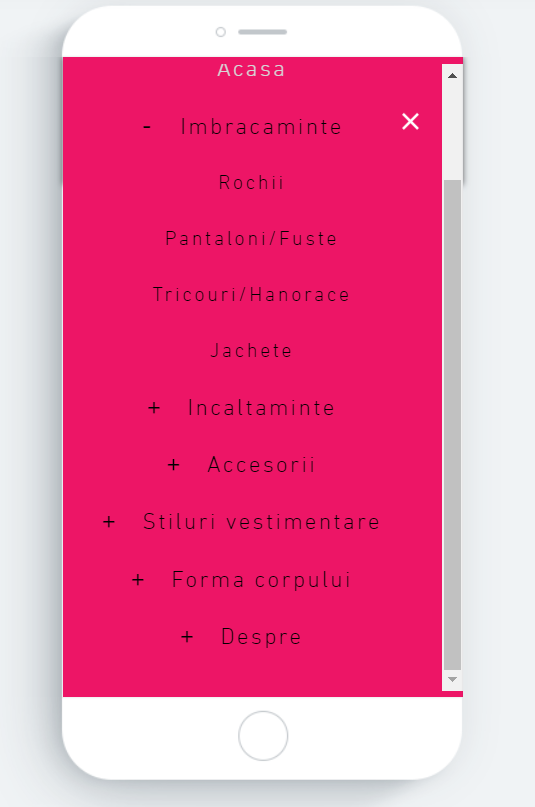 Acasa
- Imbracaminte
Rochii
Pantaloni/Fuste
Tricouri/Hanorace
Jachete
+ Incaltaminte
+ Accesorii
+ Stiluri vestimentare
+ Forma corpului
+ Despre